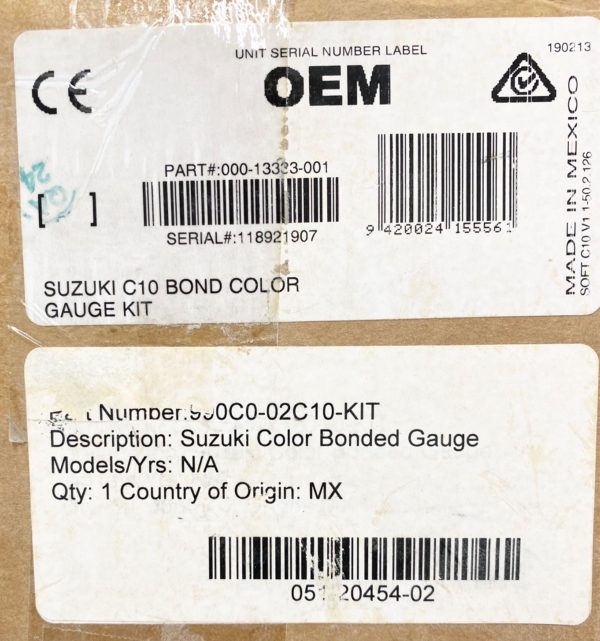 UNIT SERIAL NUMBER LABEL
CE
OEM
190213
PART#:000-13333-001
[ ]
SERIAL#:118921907
9 420024 155561
MADE IN MEXICO
SOFT C10 V1 1-50.2.126
SUZUKI C10 BOND COLOR
GAUGE KIT
Part Number:990C0-02C10-KIT
Description: Suzuki Color Bonded Gauge
Models/Yrs: N/A
Qty: 1 Country of Origin: MX
20454-02